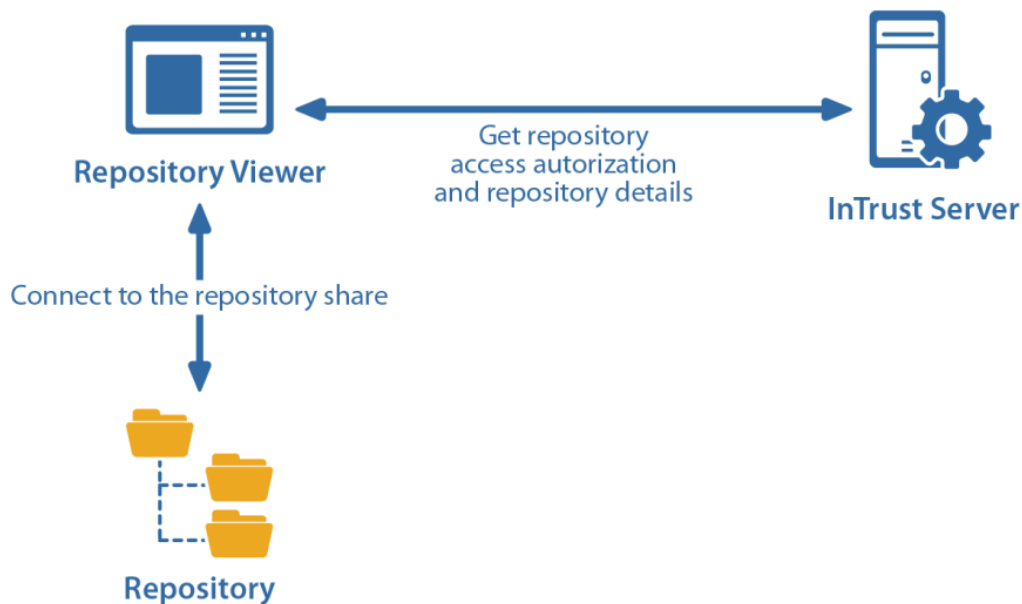 Repository Viewer
Get repository
access autorization
and repository details
InTrust Server
Connect to the repository share
Repository